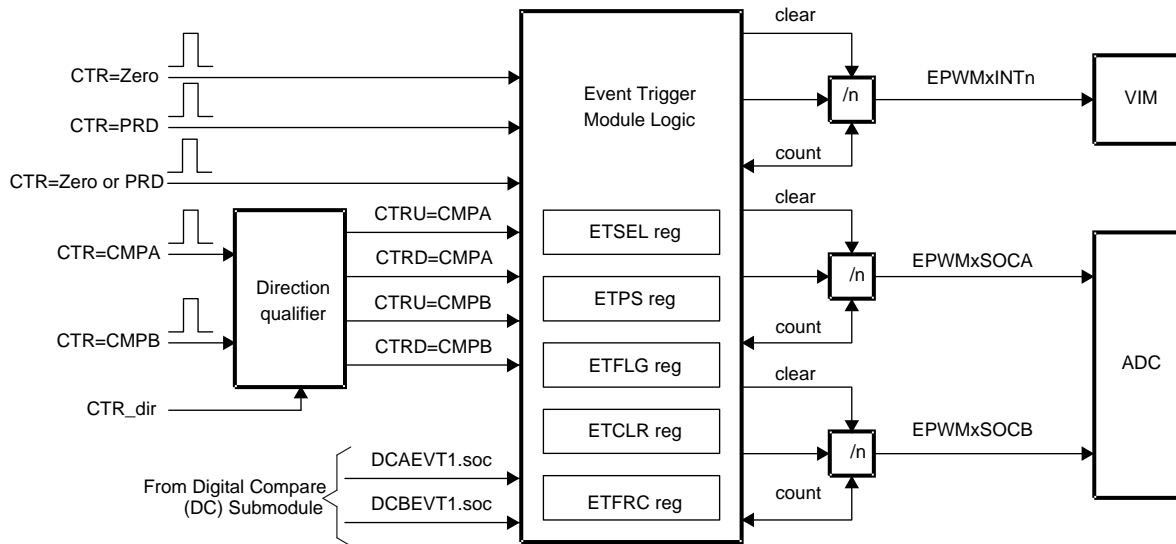 CTR=Zero
CTR=PRD
CTR=Zero or PRD
CTR=CMPA
CTR=CMPB
CTR_dir
Direction
qualifier
CTRU=CMPA
CTRD=CMPA
CTRU=CMPB
CTRD=CMPB
From Digital Compare
(DC) Submodule
DCAEVT1.soc
DCBEVT1.soc
Event Trigger
Module Logic
ETSEL reg
ETPS reg
ETFLG reg
ETCLR reg
ETFRC reg
clear
/n
count
EPWMxINTn
VIM
clear
/n
count
EPWMxSOCA
clear
/n
count
EPWMxSOCB
ADC